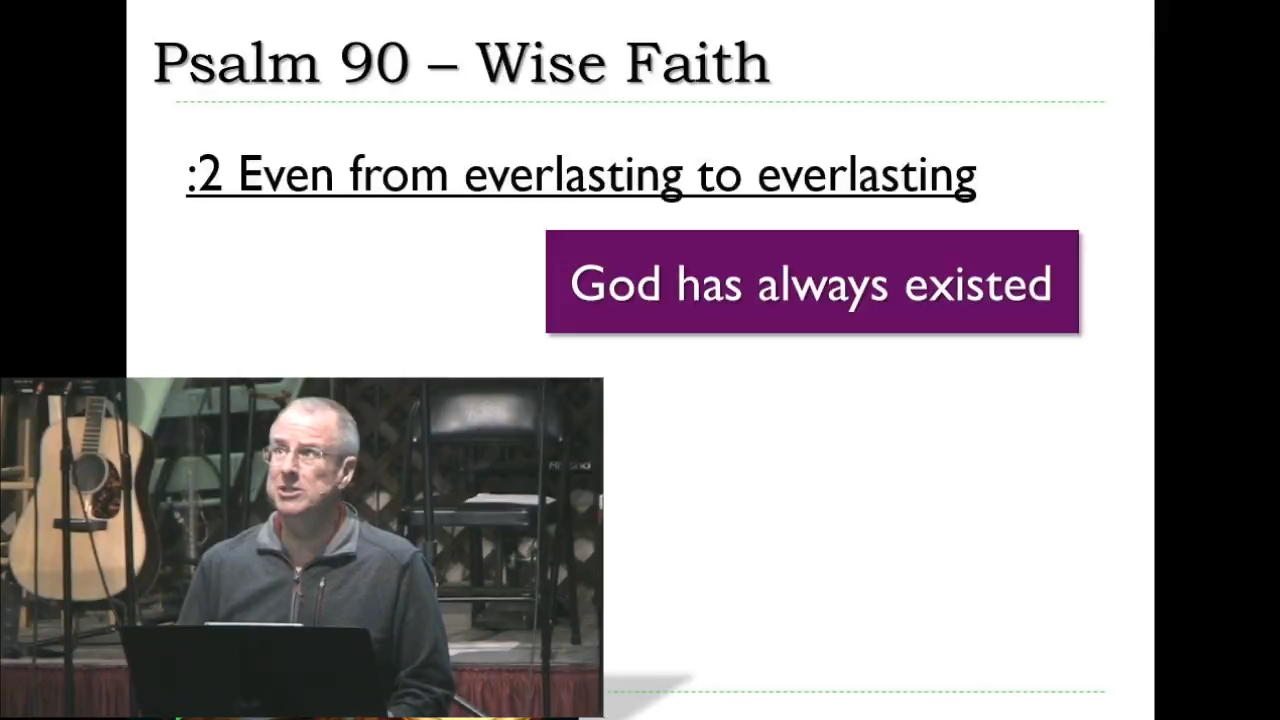 Psalm 90 – Wise Faith
:2 Even from everlasting to everlasting
God has always existed